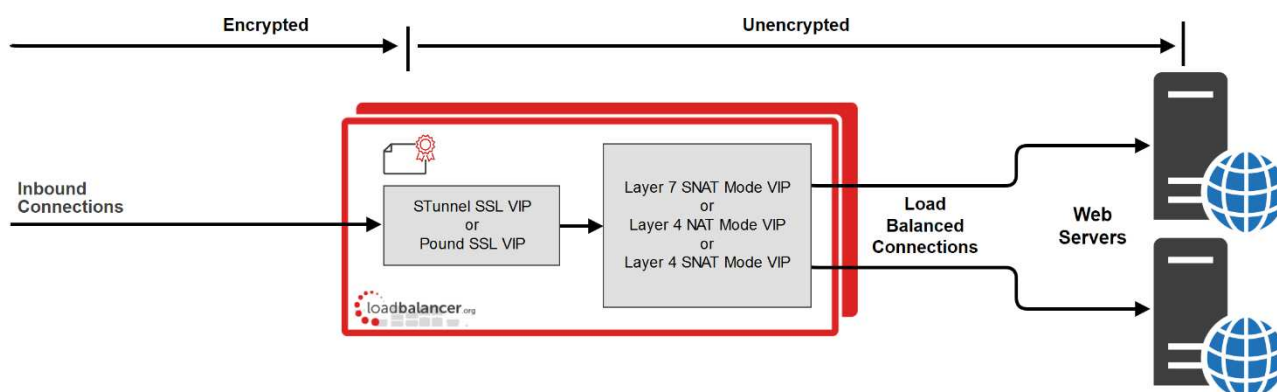 Encrypted
Unencrypted
Inbound
Connections
STunnel SSL VIP
or
Pound SSL VIP
Layer 7 SNAT Mode VIP
or
Layer 4 NAT Mode VIP
or
Layer 4 SNAT Mode VIP
Load
Balanced
Connections
Web
Servers
loadbalancer.org